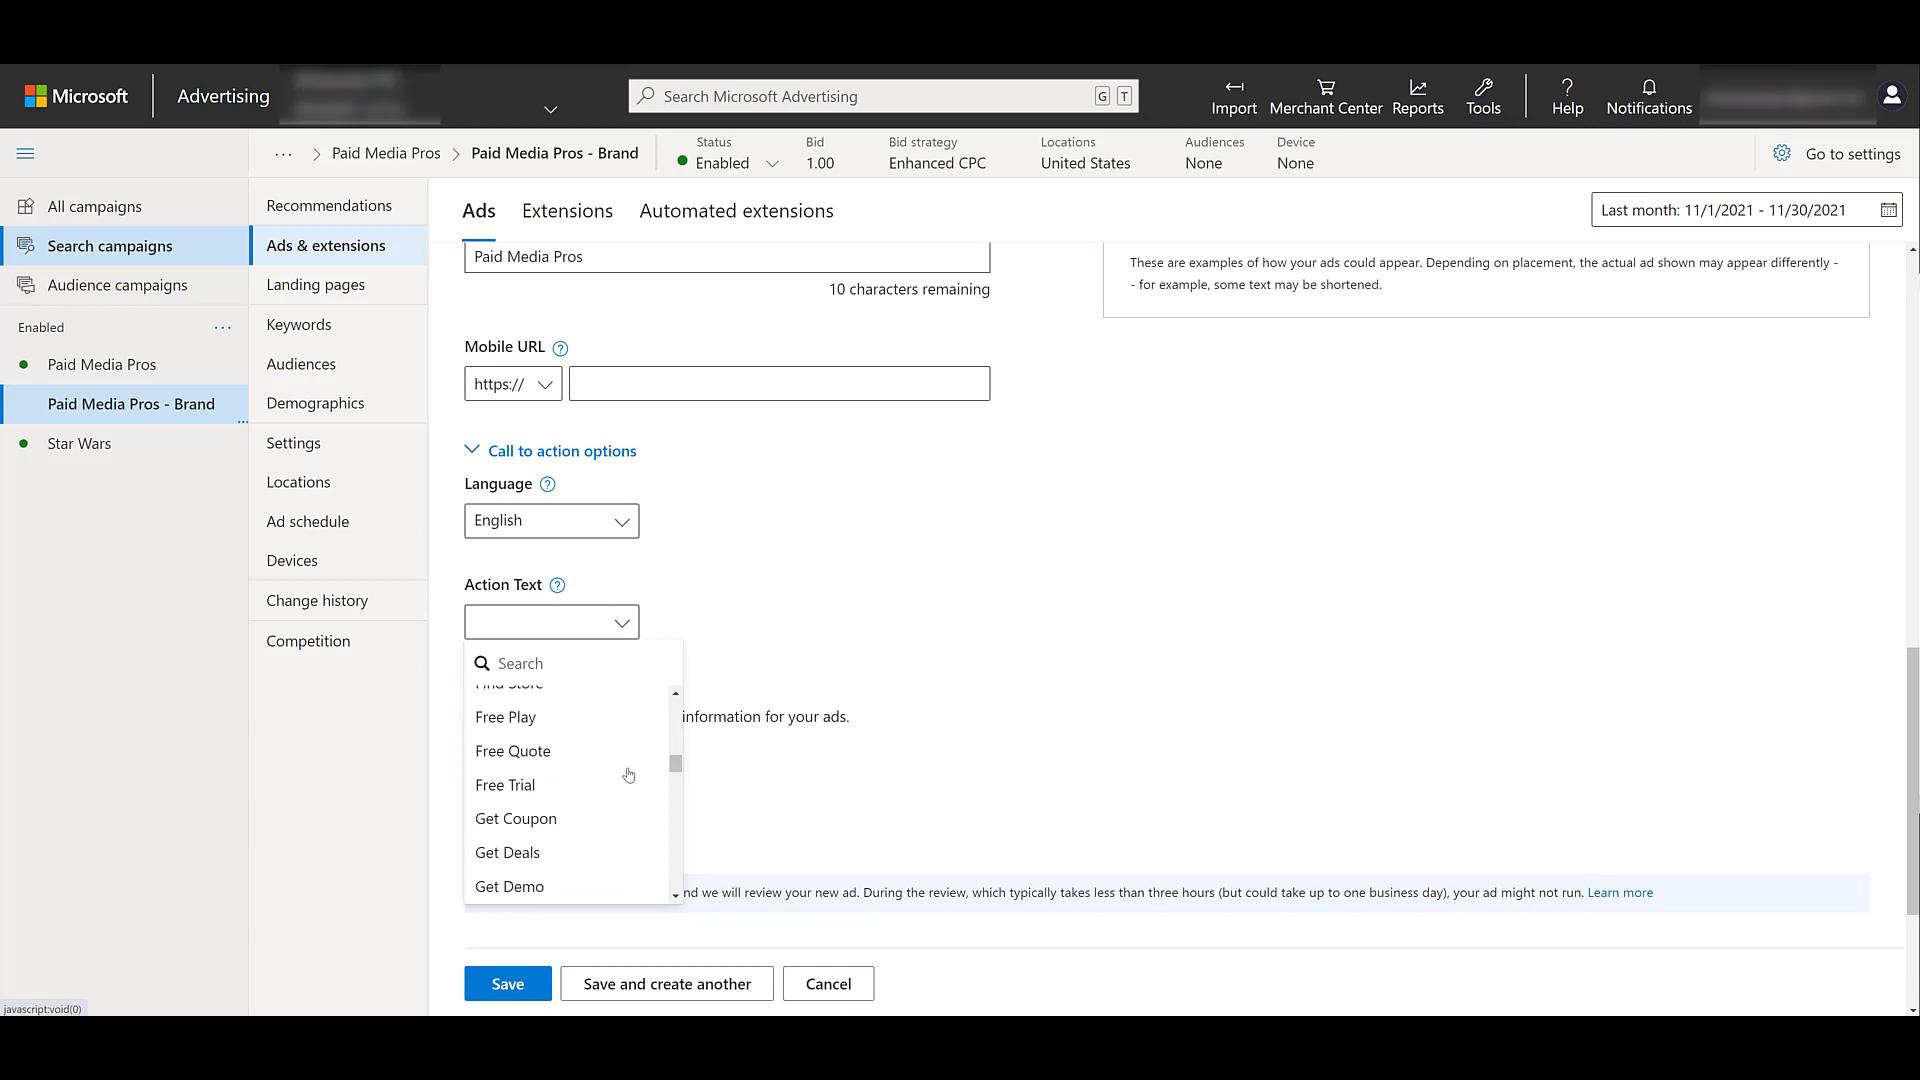 Microsoft
Advertising
Search Microsoft Advertising
G T
Import
Merchant Center
Reports
Tools
Help
Notifications
... > Paid Media Pros > Paid Media Pros - Brand
Status
Enabled
Bid
1.00
Bid strategy
Enhanced CPC
Locations
United States
Audiences
None
Device
None
Go to settings
All campaigns
Search campaigns
Audience campaigns
Enabled
...
Paid Media Pros
Paid Media Pros - Brand
...
Star Wars
Recommendations
Ads & extensions
Landing pages
Keywords
Audiences
Demographics
Settings
Locations
Ad schedule
Devices
Change history
Competition
Ads
Extensions
Automated extensions
Last month: 11/1/2021 - 11/30/2021
Paid Media Pros
10 characters remaining
These are examples of how your ads could appear. Depending on placement, the actual ad shown may appear differently -
- for example, some text may be shortened.
Mobile URL ?
https://
Call to action options
Language ?
English
Action Text ?
Search
Find Store
Free Play
Free Quote
Free Trial
Get Coupon
Get Deals
Get Demo
information for your ads.
nd we will review your new ad. During the review, which typically takes less than three hours (but could take up to one business day), your ad might not run. Learn more
Save
Save and create another
Cancel
javascript:void(0)